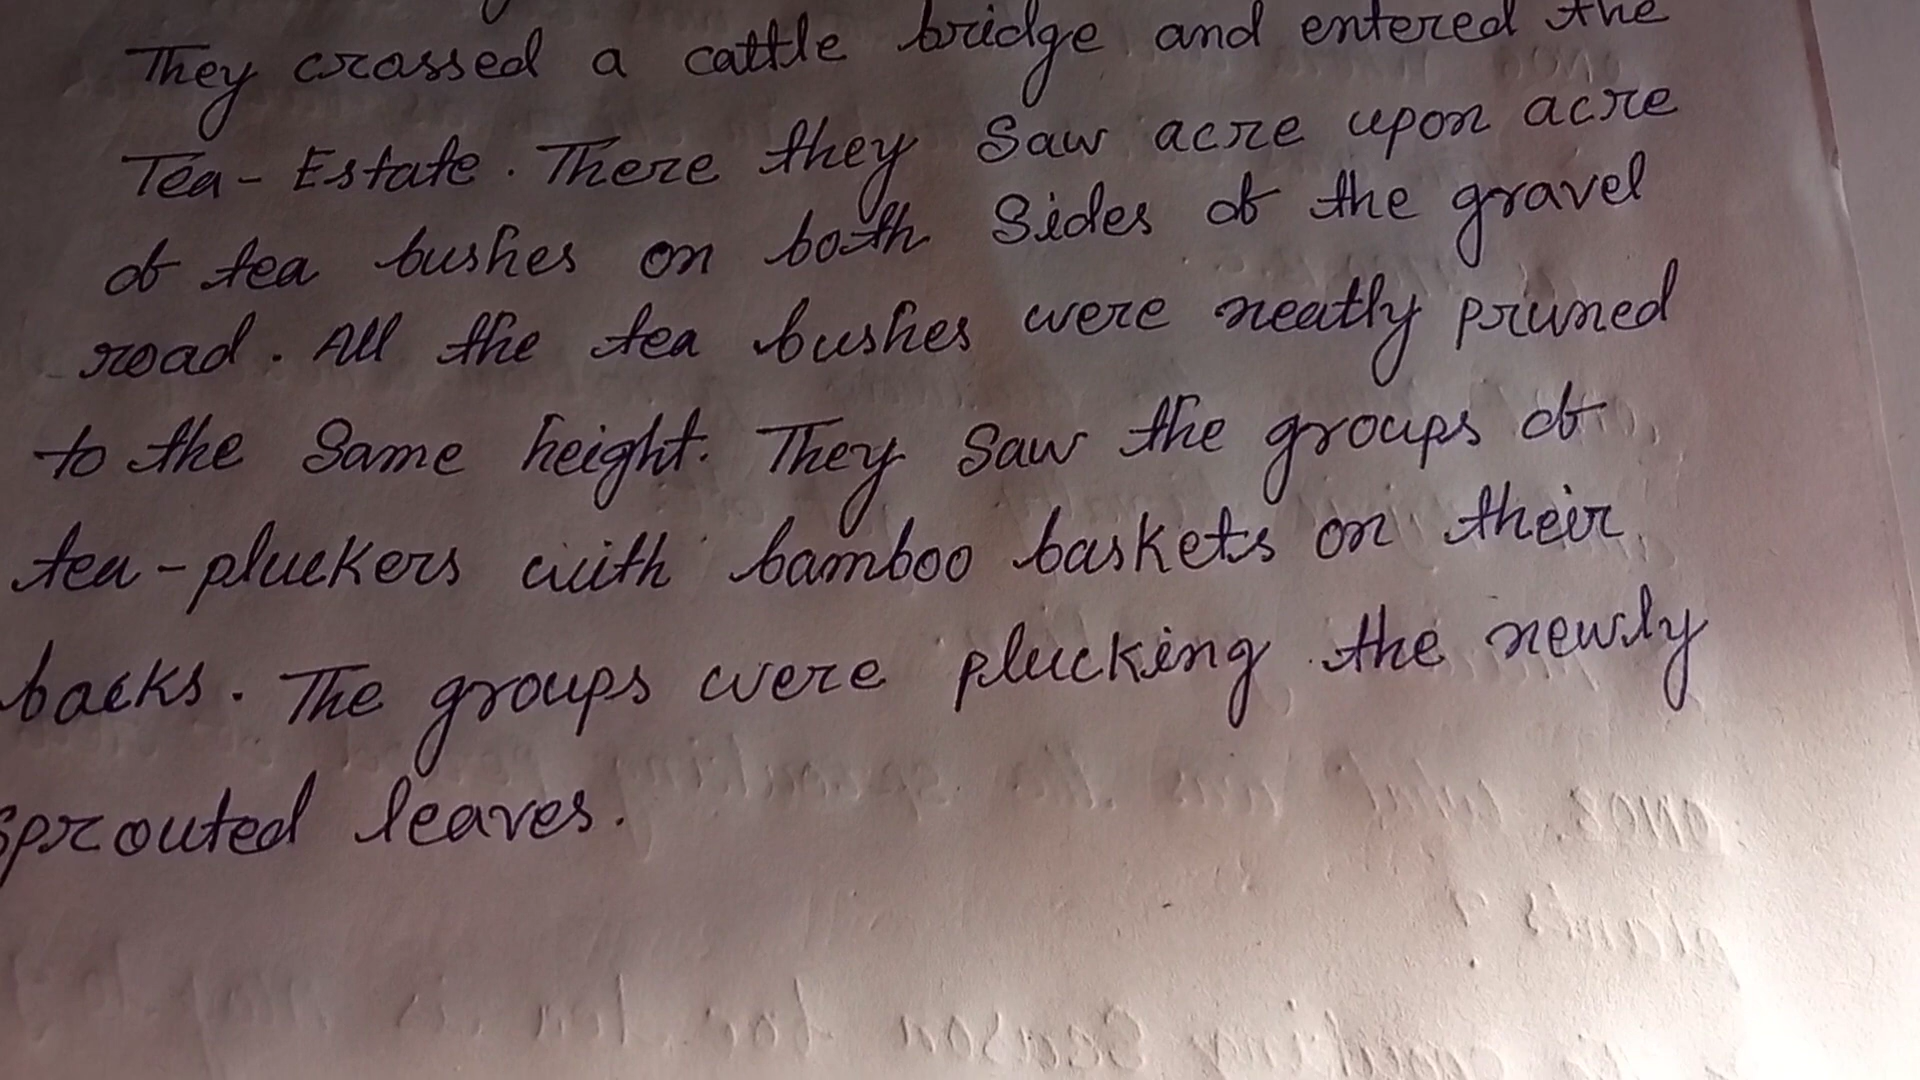 They crossed a cattle bridge and entered the
Tea-Estate. There they Saw acre upon acre
of tea bushes on both Sides of the gravel
road. All the tea bushes were neatly pruned
to the Same height. They Saw the groups of
tea-pluckers with bamboo baskets on their
backs. The groups were plucking the newly
sprouted leaves.